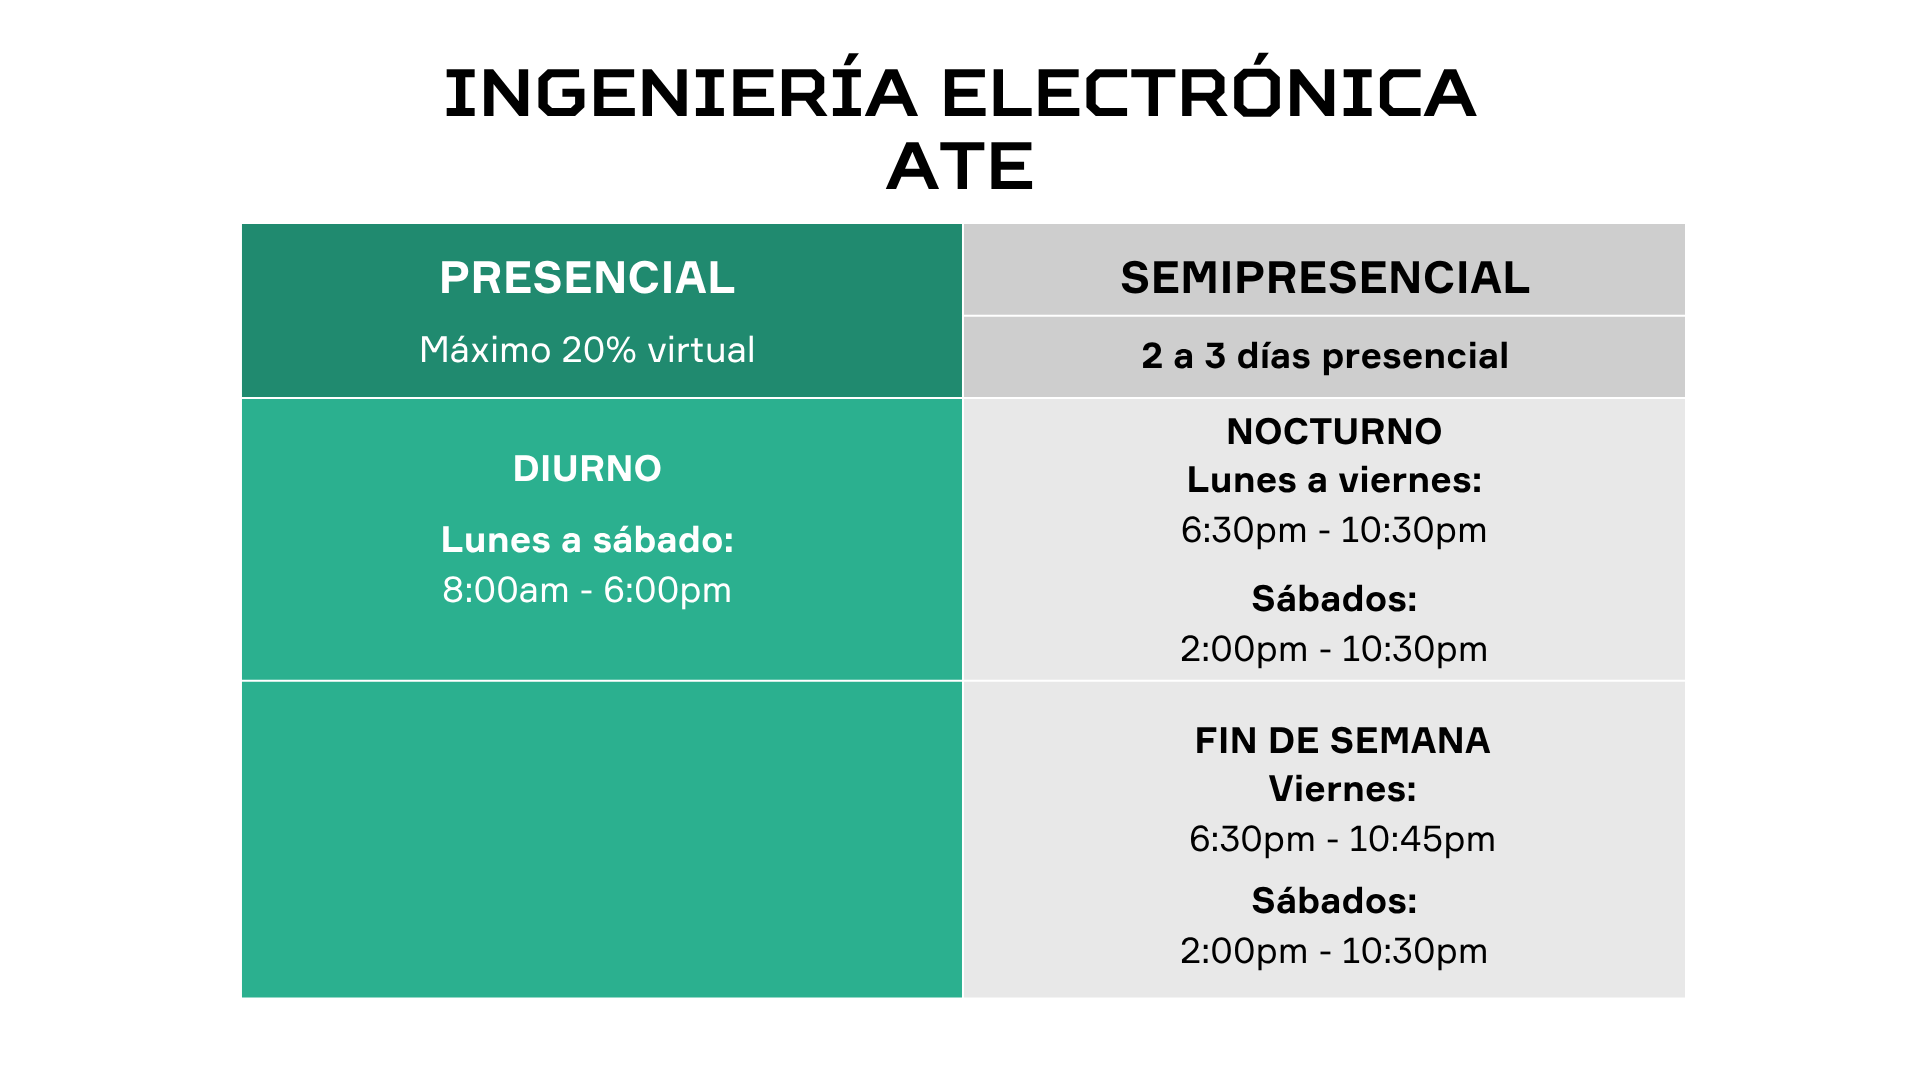 INGENIERÍA ELECTRÓNICA
ATE
PRESENCIAL
Máximo 20% virtual
SEMIPRESENCIAL
2 a 3 días presencial
DIURNO
Lunes a sábado:
8:00am - 6:00pm
NOCTURNO
Lunes a viernes:
6:30pm - 10:30pm
Sábados:
2:00pm - 10:30pm
FIN DE SEMANA
Viernes:
6:30pm - 10:45pm
Sábados:
2:00pm - 10:30pm